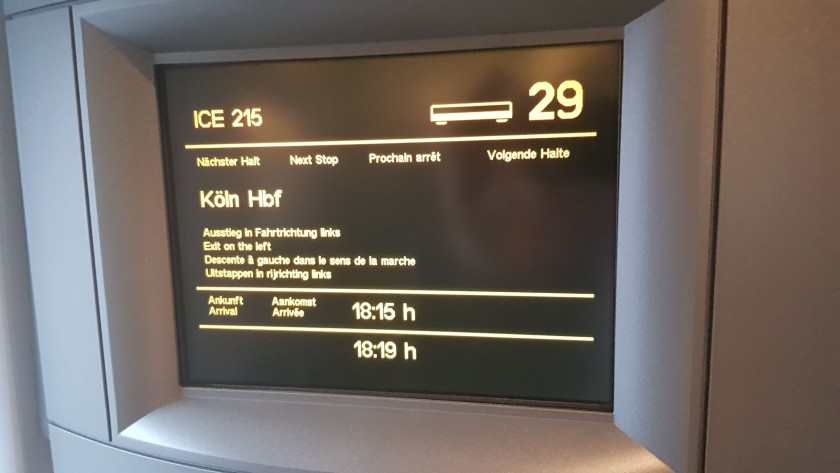 ICE 215 29
Nächster Halt Next Stop Prochain arrêt Volgende Halte
Köln Hbf
Ausstieg in Fahrtrichtung links
Exit on the left
Descente à gauche dans le sens de la marche
Uitstappen in rijrichting links
Ankunft Aankomst
Arrival Arrivée 18:15 h
18:19 h